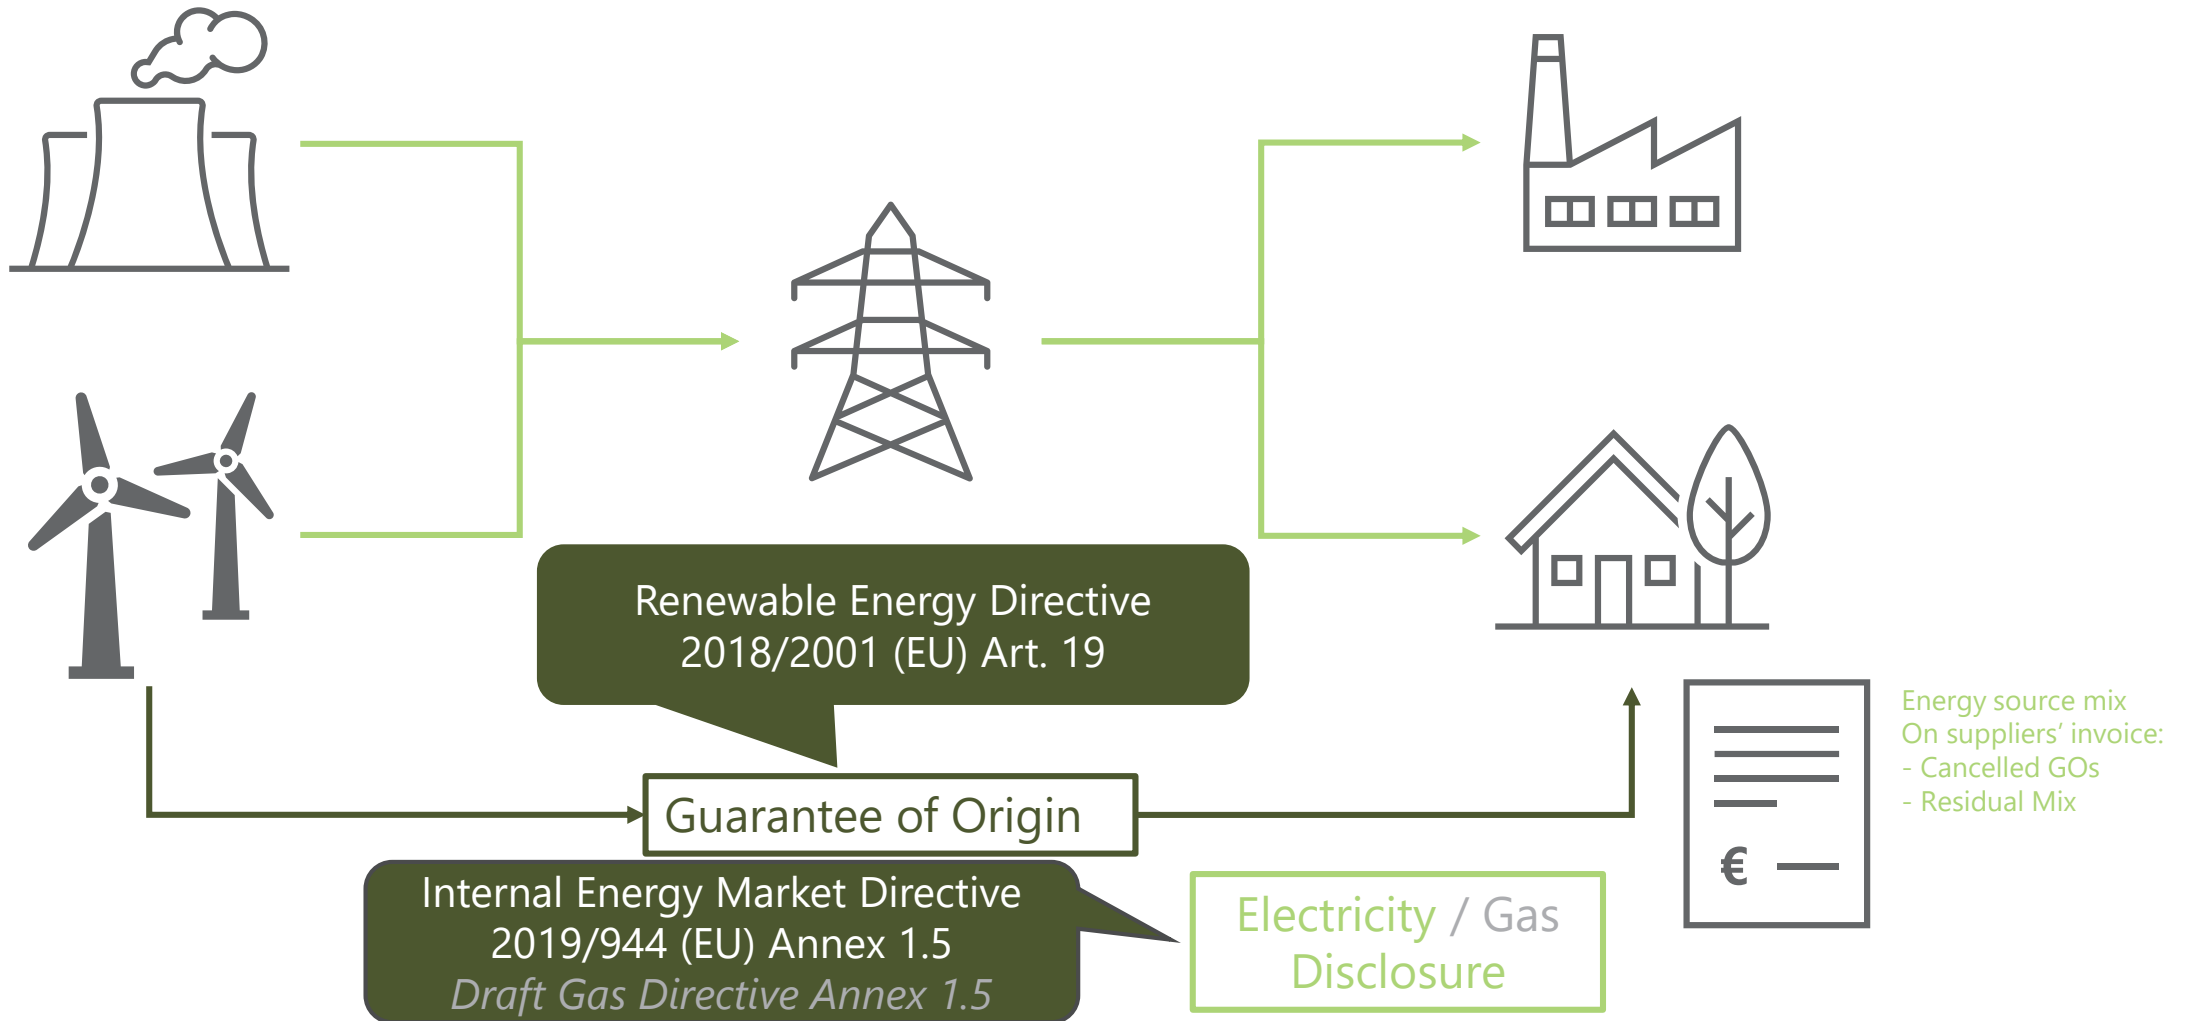 Renewable Energy Directive
2018/2001 (EU) Art. 19
Energy source mix
On suppliers’ invoice:
- Cancelled GOs
- Residual Mix
Guarantee of Origin
€
Internal Energy Market Directive
2019/944 (EU) Annex 1.5
Draft Gas Directive Annex 1.5
Electricity / Gas
Disclosure